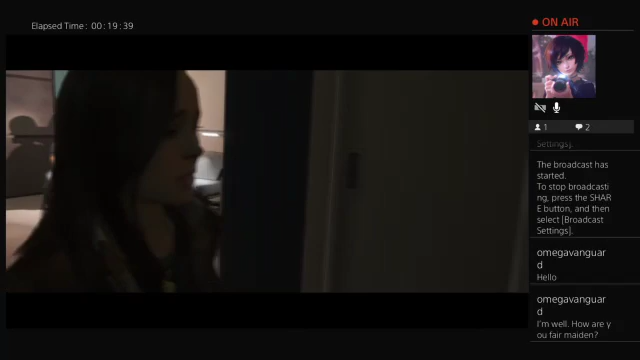 Elapsed Time : 00:19:39
ON AIR
1
2
Settings].
The broadcast has
started.
To stop broadcasti
ng, press the SHAR
E button, and then
select [Broadcast
Settings].
omegavanguar
d
Hello
omegavanguar
d
I'm well. How are y
ou fair maiden?